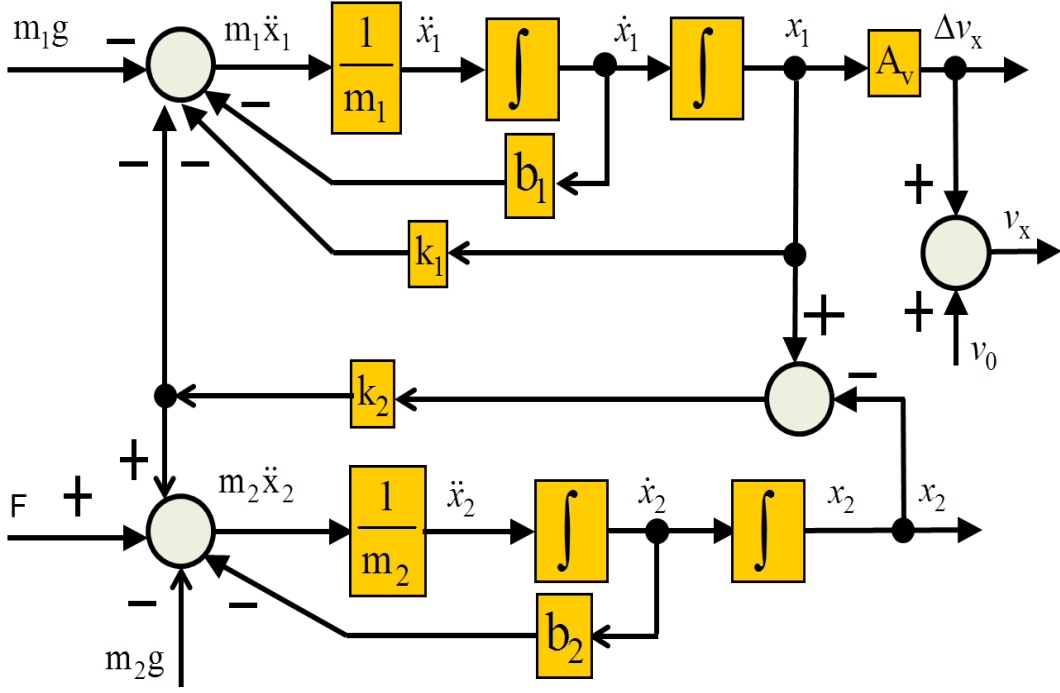 m₁g
−
m₁ẍ₁
1
m₁
ẍ₁
∫
ẋ₁
∫
x₁
Aᵥ
Δvₓ
−
b₁
−
−
k₁
+
+
vₓ
+
v₀
+
−
k₂
+
F
+
m₂ẍ₂
1
m₂
ẍ₂
∫
ẋ₂
∫
x₂
x₂
−
−
b₂
m₂g